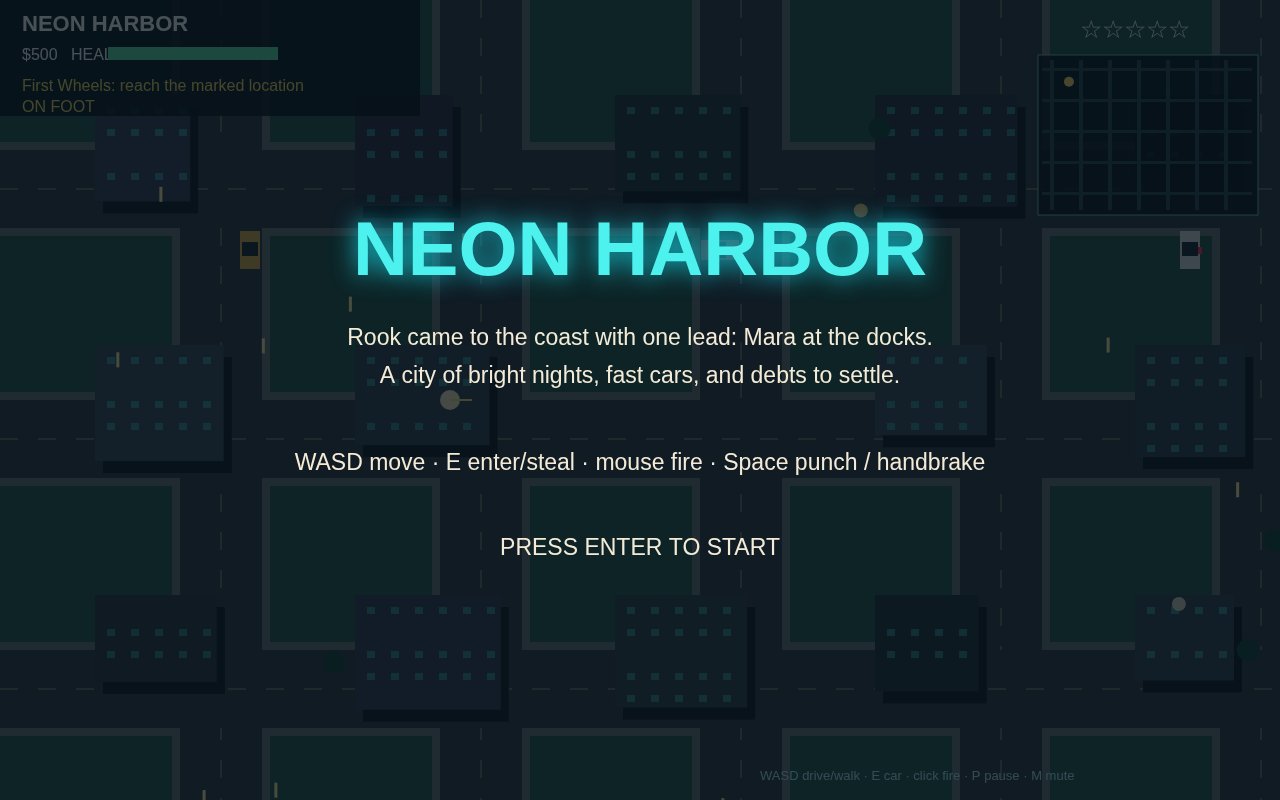 NEON HARBOR
$500 HEAL
First Wheels: reach the marked location
ON FOOT
☆☆☆☆☆
NEON HARBOR
Rook came to the coast with one lead: Mara at the docks.
A city of bright nights, fast cars, and debts to settle.
WASD move · E enter/steal · mouse fire · Space punch / handbrake
PRESS ENTER TO START
WASD drive/walk · E car · click fire · P pause · M mute